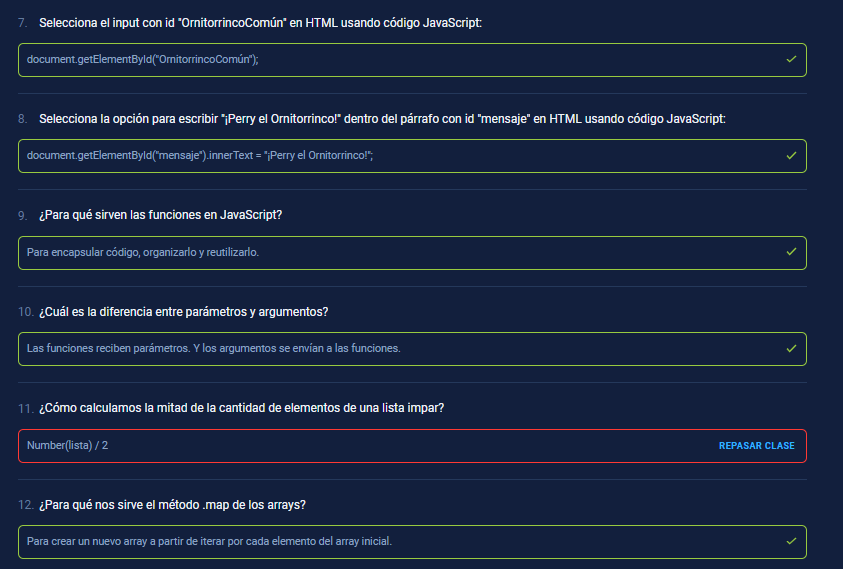 7. Selecciona el input con id "OrnitorrincoComún" en HTML usando código JavaScript:
document.getElementById("OrnitorrincoComún");
8. Selecciona la opción para escribir "¡Perry el Ornitorrinco!" dentro del párrafo con id "mensaje" en HTML usando código JavaScript:
document.getElementById("mensaje").innerText = "¡Perry el Ornitorrinco!";
9. ¿Para qué sirven las funciones en JavaScript?
Para encapsular código, organizarlo y reutilizarlo.
10. ¿Cuál es la diferencia entre parámetros y argumentos?
Las funciones reciben parámetros. Y los argumentos se envían a las funciones.
11. ¿Cómo calculamos la mitad de la cantidad de elementos de una lista impar?
Number(lista) / 2 REPASAR CLASE
12. ¿Para qué nos sirve el método .map de los arrays?
Para crear un nuevo array a partir de iterar por cada elemento del array inicial.